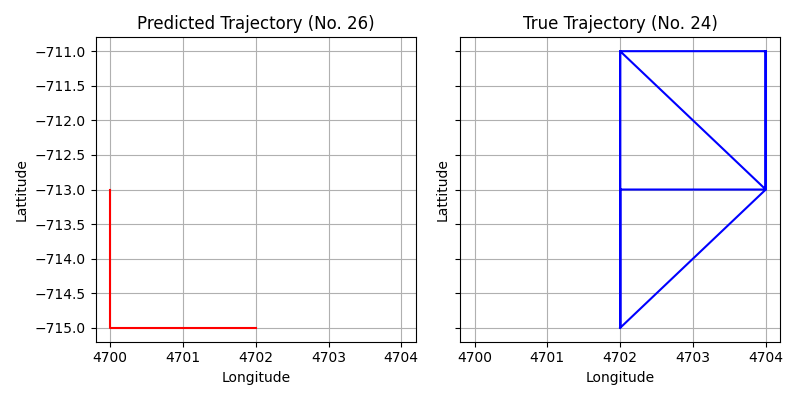 Predicted Trajectory (No. 26)
−711.0
−711.5
−712.0
−712.5
−713.0
−713.5
−714.0
−714.5
−715.0
Lattitude
4700 4701 4702 4703 4704
Longitude
True Trajectory (No. 24)
Lattitude
4700 4701 4702 4703 4704
Longitude